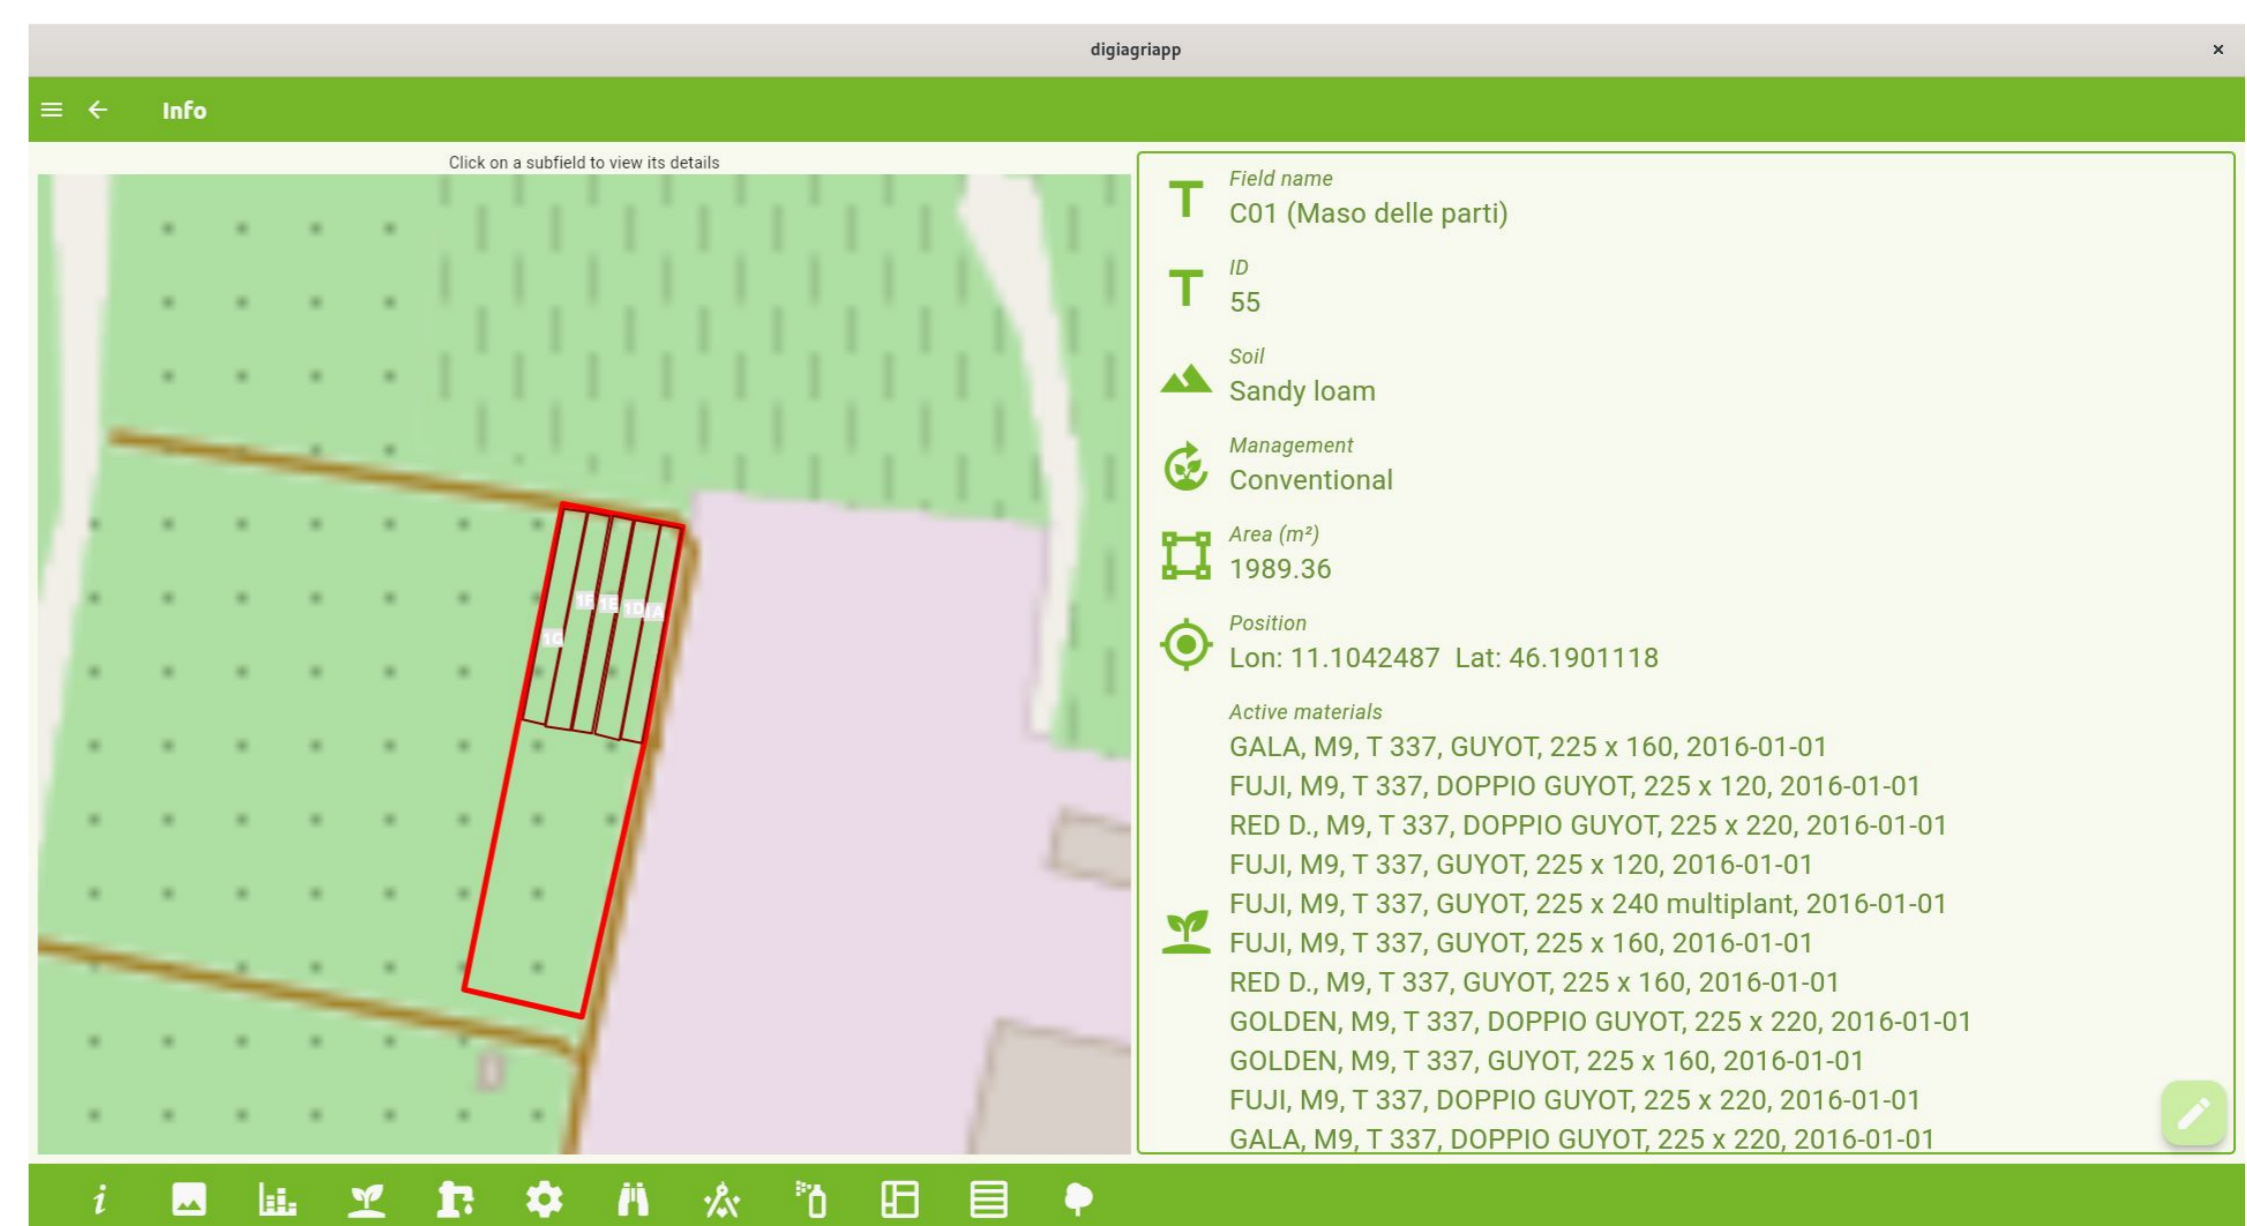 digiagriapp
Info
Click on a subfield to view its details
1F 1E 1D 1A
1G
Field name
C01 (Maso delle parti)
ID
55
Soil
Sandy loam
Management
Conventional
Area (m²)
1989.36
Position
Lon: 11.1042487 Lat: 46.1901118
Active materials
GALA, M9, T 337, GUYOT, 225 x 160, 2016-01-01
FUJI, M9, T 337, DOPPIO GUYOT, 225 x 120, 2016-01-01
RED D., M9, T 337, DOPPIO GUYOT, 225 x 220, 2016-01-01
FUJI, M9, T 337, GUYOT, 225 x 120, 2016-01-01
FUJI, M9, T 337, GUYOT, 225 x 240 multiplant, 2016-01-01
FUJI, M9, T 337, GUYOT, 225 x 160, 2016-01-01
RED D., M9, T 337, GUYOT, 225 x 160, 2016-01-01
GOLDEN, M9, T 337, DOPPIO GUYOT, 225 x 220, 2016-01-01
GOLDEN, M9, T 337, GUYOT, 225 x 160, 2016-01-01
FUJI, M9, T 337, DOPPIO GUYOT, 225 x 220, 2016-01-01
GALA, M9, T 337, DOPPIO GUYOT, 225 x 220, 2016-01-01